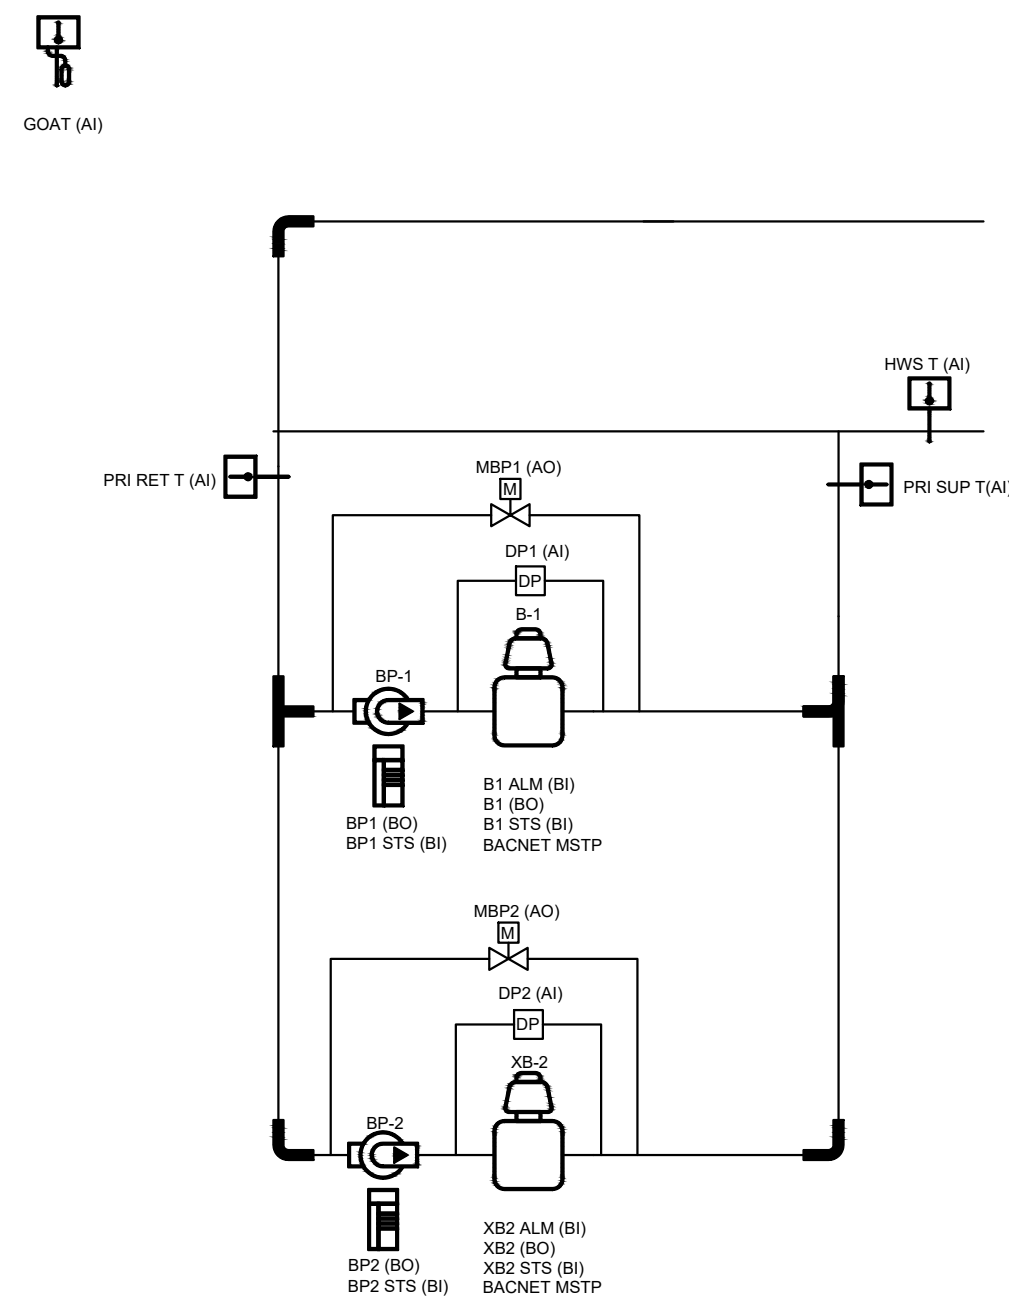 GOAT (AI)
HWS T (AI)
MBP1 (AO)
PRI RET T (AI)
M
PRI SUP T(AI)
DP1 (AI)
DP
B-1
BP-1
B1 ALM (BI)
B1 (BO)
BP1 (BO)
B1 STS (BI)
BP1 STS (BI)
BACNET MSTP
MBP2 (AO)
M
DP2 (AI)
DP
XB-2
BP-2
XB2 ALM (BI)
XB2 (BO)
BP2 (BO)
XB2 STS (BI)
BP2 STS (BI)
BACNET MSTP